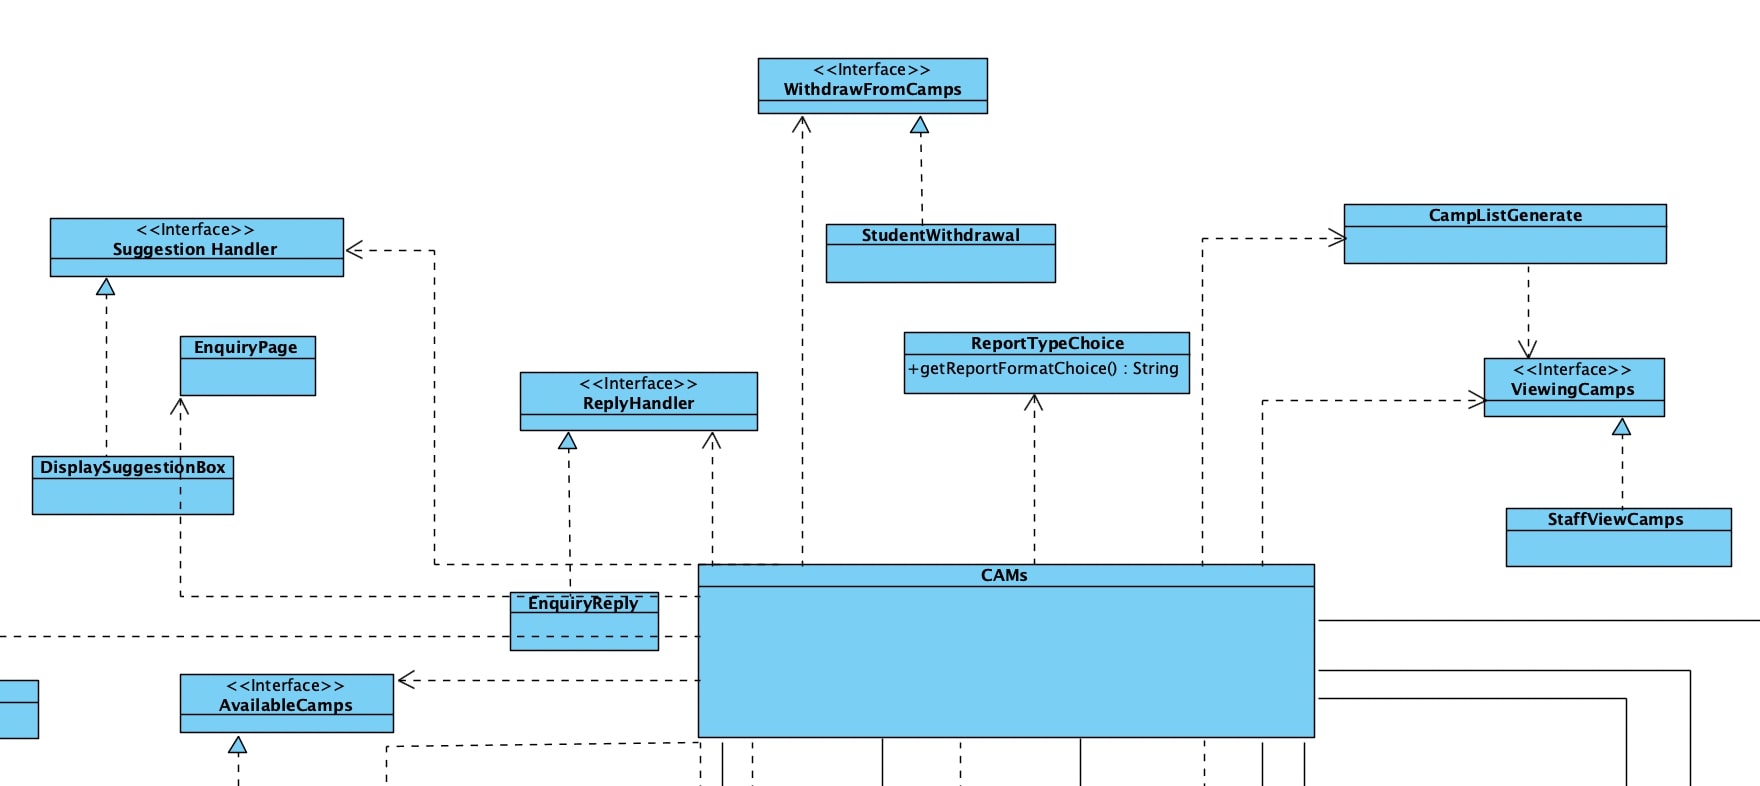 <<Interface>>
WithdrawFromCamps
<<Interface>>
Suggestion Handler
StudentWithdrawal
CampListGenerate
EnquiryPage
<<Interface>>
ReplyHandler
ReportTypeChoice
+getReportFormatChoice() : String
<<Interface>>
ViewingCamps
DisplaySuggestionBox
StaffViewCamps
CAMs
EnquiryReply
<<Interface>>
AvailableCamps